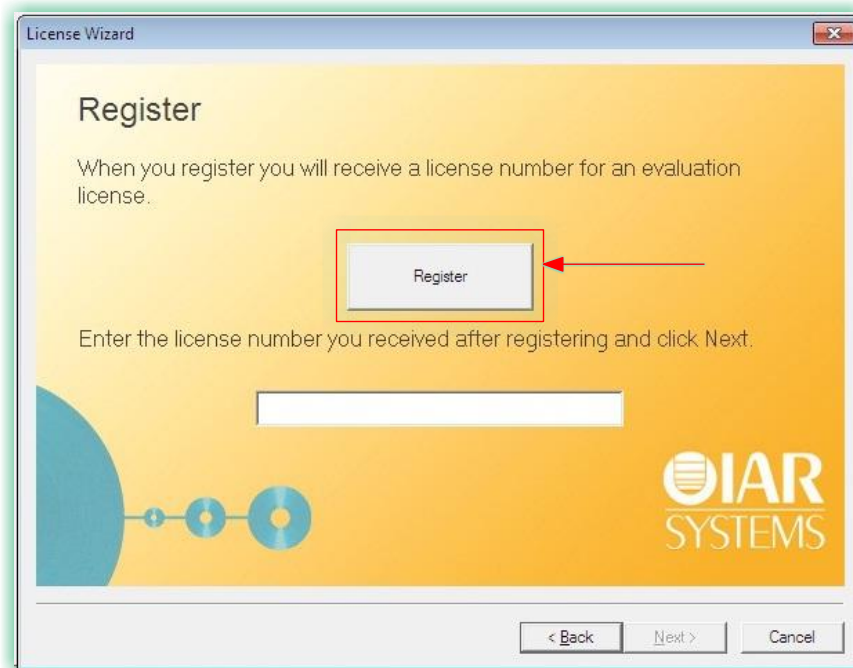 License Wizard
Register
When you register you will receive a license number for an evaluation
license.
Register
Enter the license number you received after registering and click Next.
IAR
SYSTEMS
< Back
Next >
Cancel